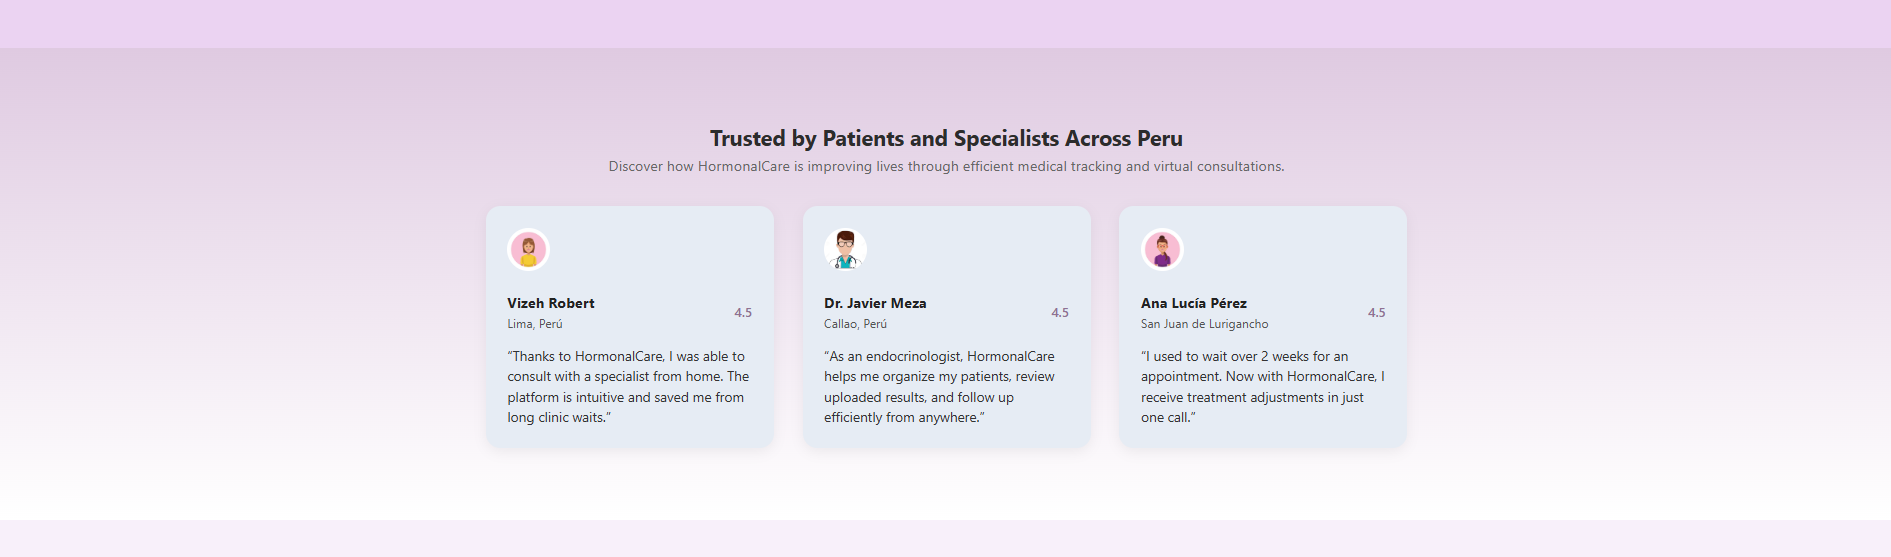 Trusted by Patients and Specialists Across Peru
Discover how HormonalCare is improving lives through efficient medical tracking and virtual consultations.
Vizeh Robert
Lima, Perú
4.5
“Thanks to HormonalCare, I was able to
consult with a specialist from home. The
platform is intuitive and saved me from
long clinic waits.”
Dr. Javier Meza
Callao, Perú
4.5
“As an endocrinologist, HormonalCare
helps me organize my patients, review
uploaded results, and follow up
efficiently from anywhere.”
Ana Lucía Pérez
San Juan de Lurigancho
4.5
“I used to wait over 2 weeks for an
appointment. Now with HormonalCare, I
receive treatment adjustments in just
one call.”